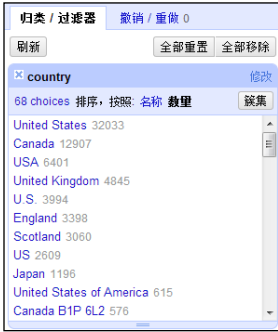 归类 / 过滤器 撤销 / 重做 0
刷新 全部重置 全部移除
country 修改
68 choices 排序，按照: 名称 数量 簇集
United States 32033
Canada 12907
USA 6401
United Kingdom 4845
U.S. 3994
England 3398
Scotland 3060
US 2609
Japan 1196
United States of America 615
Canada B1P 6L2 576